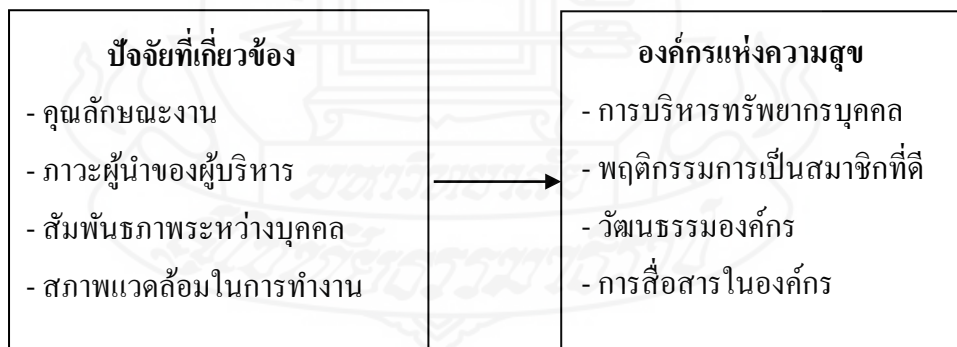 ปัจจัยที่เกี่ยวข้อง
- คุณลักษณะงาน
- ภาวะผู้นำของผู้บริหาร
- สัมพันธภาพระหว่างบุคคล
- สภาพแวดล้อมในการทำงาน
องค์กรแห่งความสุข
- การบริหารทรัพยากรบุคคล
- พฤติกรรมการเป็นสมาชิกที่ดี
- วัฒนธรรมองค์กร
- การสื่อสารในองค์กร